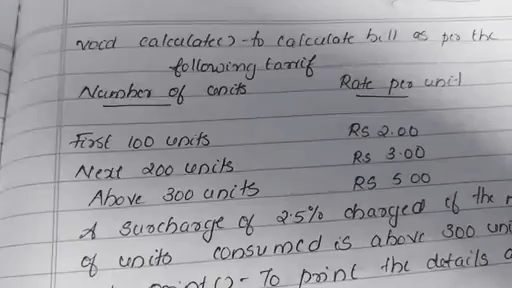 void calculate() - to calculate bill as per the
following tarrif
Number of units Rate per unit
First 100 units RS 2.00
Next 200 units RS 3.00
Above 300 units RS 5 00
A surcharge of 2.5% charged if the
of units consumed is above 300
print() - To print the details